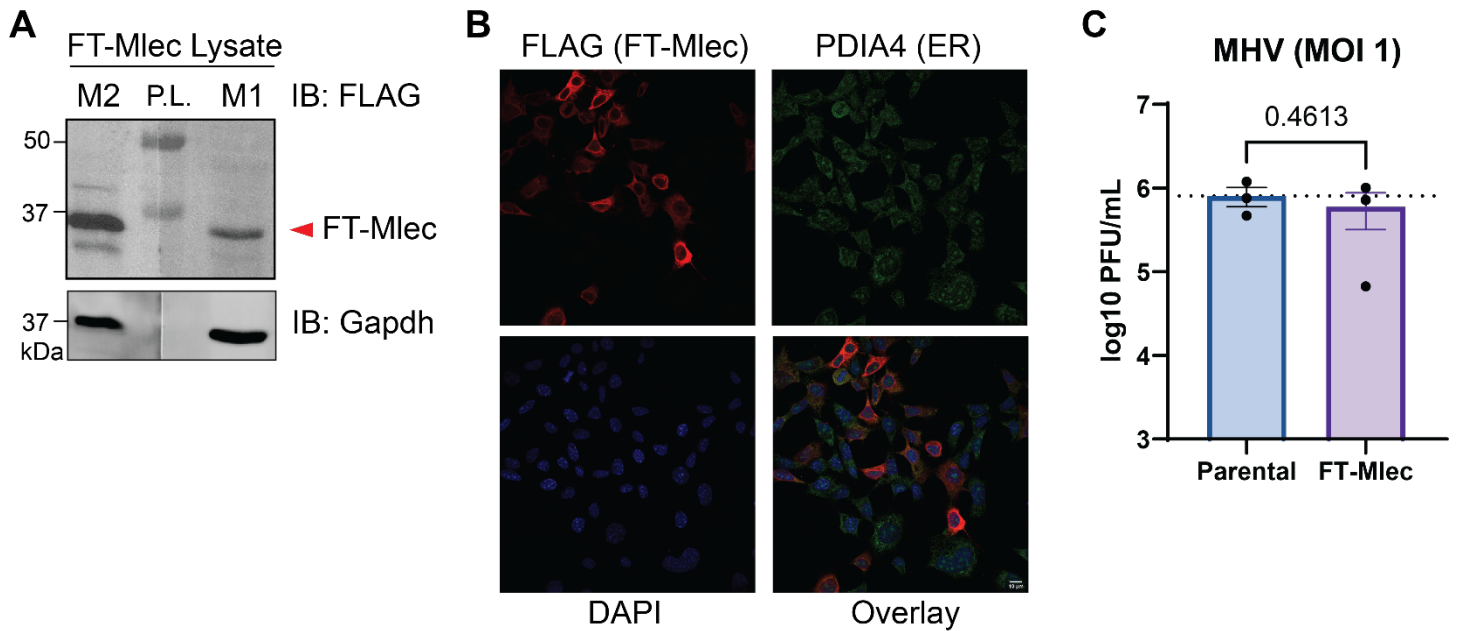 A
FT-Mlec Lysate
M2 P.L. M1 IB: FLAG
50
37
FT-Mlec
37
kDa
IB: Gapdh
B
FLAG (FT-Mlec) PDIA4 (ER)
10 µm
DAPI Overlay
C
MHV (MOI 1)
0.4613
log10 PFU/mL
7
6
5
4
3
Parental FT-Mlec